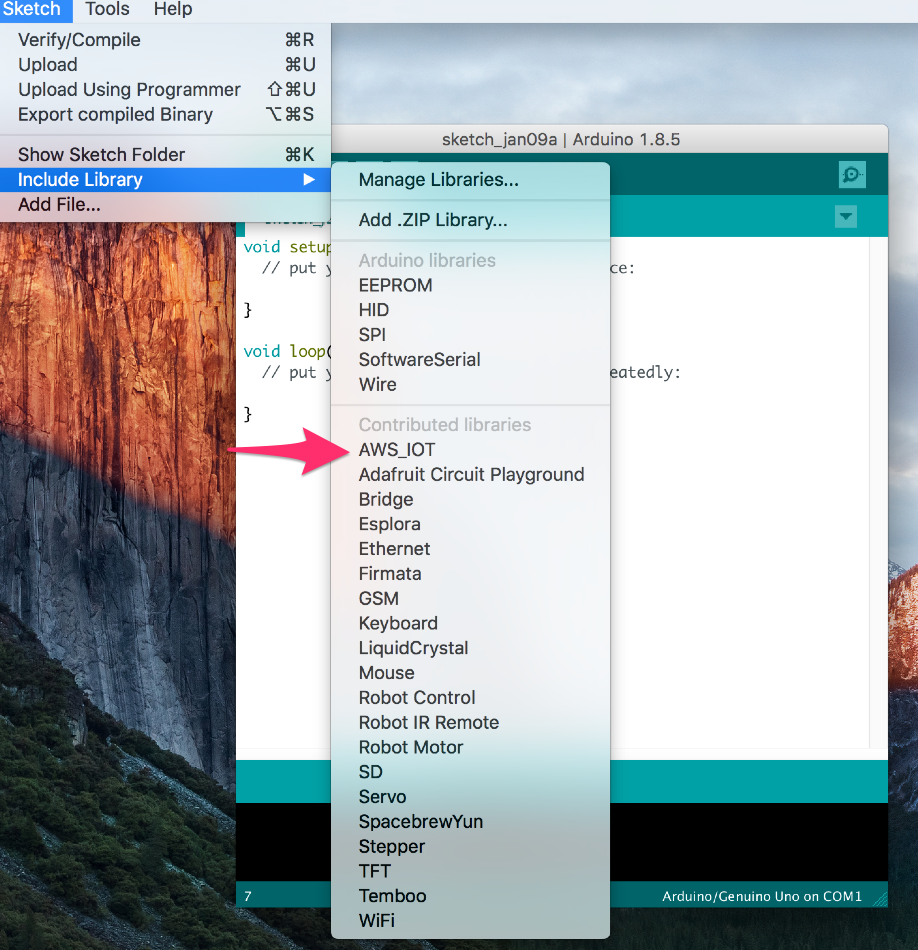 Sketch Tools Help
Verify/Compile ⌘R
Upload ⌘U
Upload Using Programmer ⇧⌘U
Export compiled Binary ⌥⌘S
Show Sketch Folder ⌘K
Include Library
Add File...
sketch_jan09a | Arduino 1.8.5
Manage Libraries...
Add .ZIP Library...
Arduino libraries
EEPROM
HID
SPI
SoftwareSerial
Wire
Contributed libraries
AWS_IOT
Adafruit Circuit Playground
Bridge
Esplora
Ethernet
Firmata
GSM
Keyboard
LiquidCrystal
Mouse
Robot Control
Robot IR Remote
Robot Motor
SD
Servo
SpacebrewYun
Stepper
TFT
Temboo
WiFi
void setup
// put y ce:
}
void loop(
// put y eatedly:
}
7 Arduino/Genuino Uno on COM1